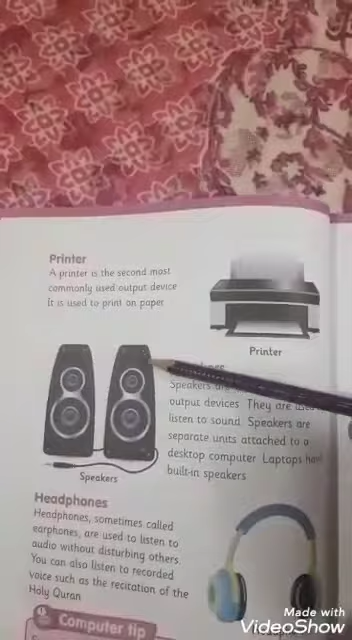 Printer
A printer is the second most
commonly used output device
It is used to print on paper
Printer
Speakers are
output devices They are used
listen to sound. Speakers are
separate units attached to a
desktop computer Laptops have
built-in speakers
Speakers
Headphones
Headphones, sometimes called
earphones, are used to listen to
audio without disturbing others.
You can also listen to recorded
voice such as the recitation of the
Holy Quran
Computer tip
Made with
VideoShow